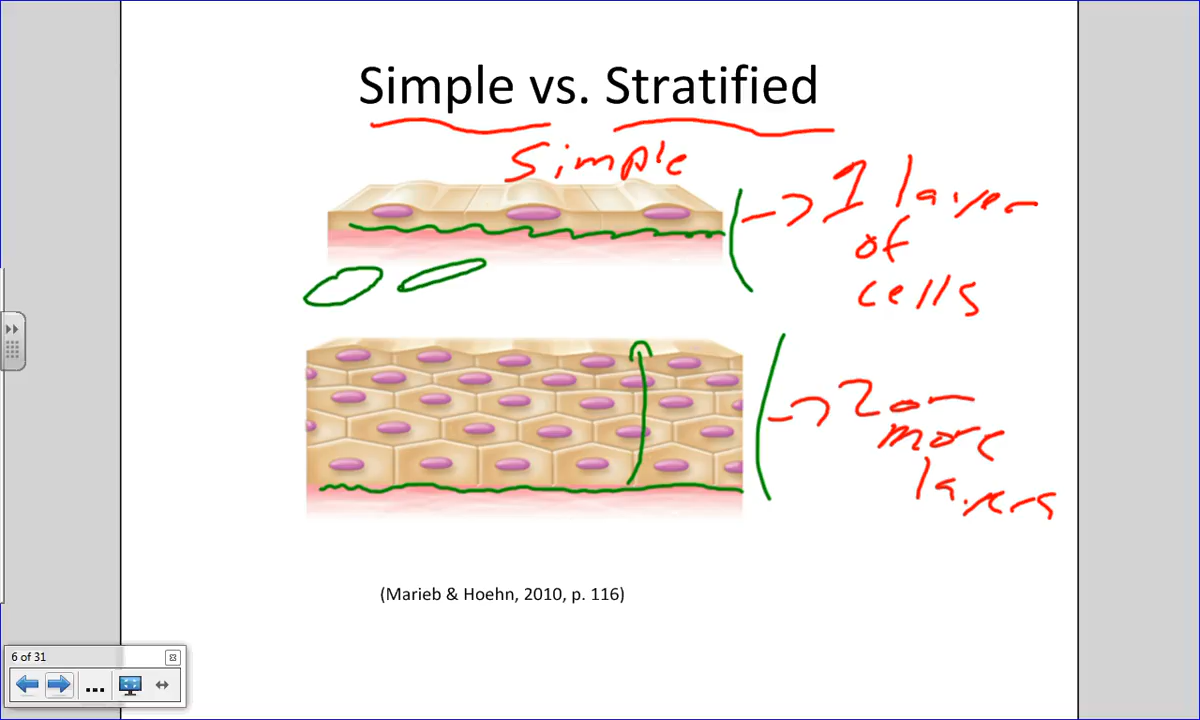 Simple vs. Stratified
Simple
→ 1 layer
of
cells
→ 2 or
more
layers
(Marieb & Hoehn, 2010, p. 116)
6 of 31
...